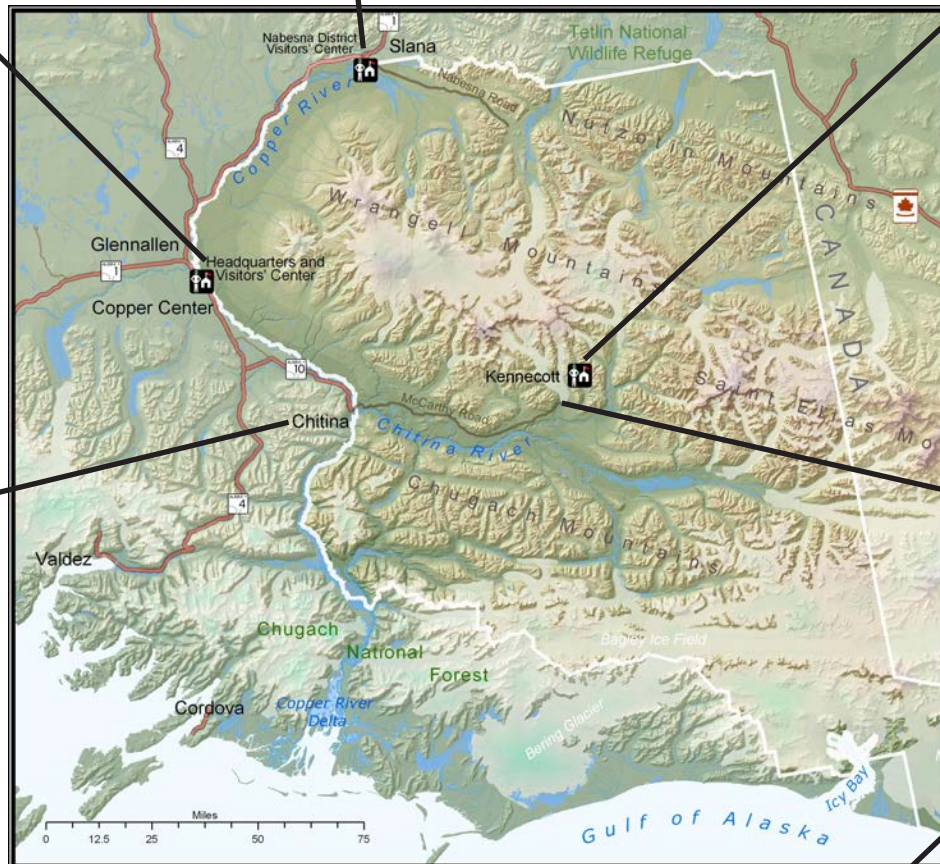 1
Nabesna District
Visitors' Center
Slana
Tetlin National
Wildlife Refuge
Nabesna Road
Copper River
4
Nutzotin Mountains
Wrangell Mountains
CANADA
Glennallen
Headquarters and
Visitors' Center
1
Copper Center
10
Kennecott
Saint Elias Mo
McCarthy Road
Chitina
Chitina River
Chugach Mountains
4
Valdez
Chugach
National
Forest
Bagley Ice Field
Cordova
Copper River
Delta
Bering Glacier
Icy Bay
Gulf of Alaska
Miles
0 12.5 25 50 75